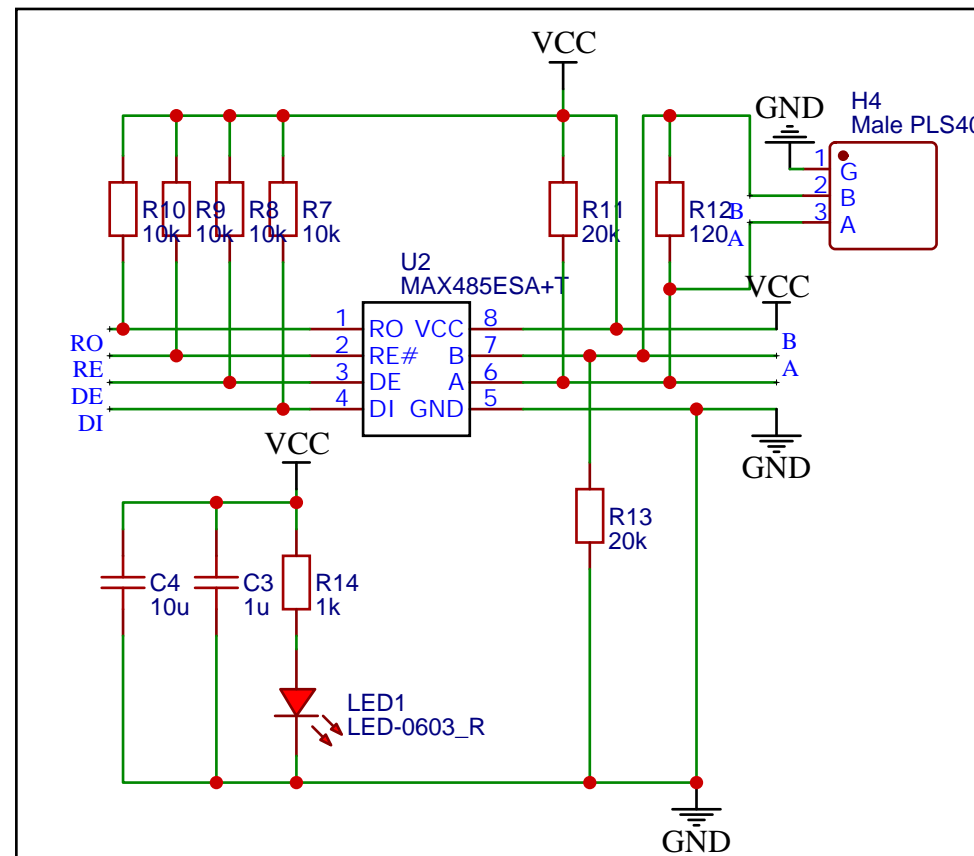 VCC
GND
H4
Male PLS40
1
G
2
B
3
A
R10
10k
R9
10k
R8
10k
R7
10k
R11
20k
R12
120
B
A
U2
MAX485ESA+T
VCC
1 RO VCC 8
2 RE# B 7
3 DE A 6
4 DI GND 5
RO
RE
DE
DI
B
A
GND
VCC
R13
20k
C4
10u
C3
1u
R14
1k
LED1
LED-0603_R
GND